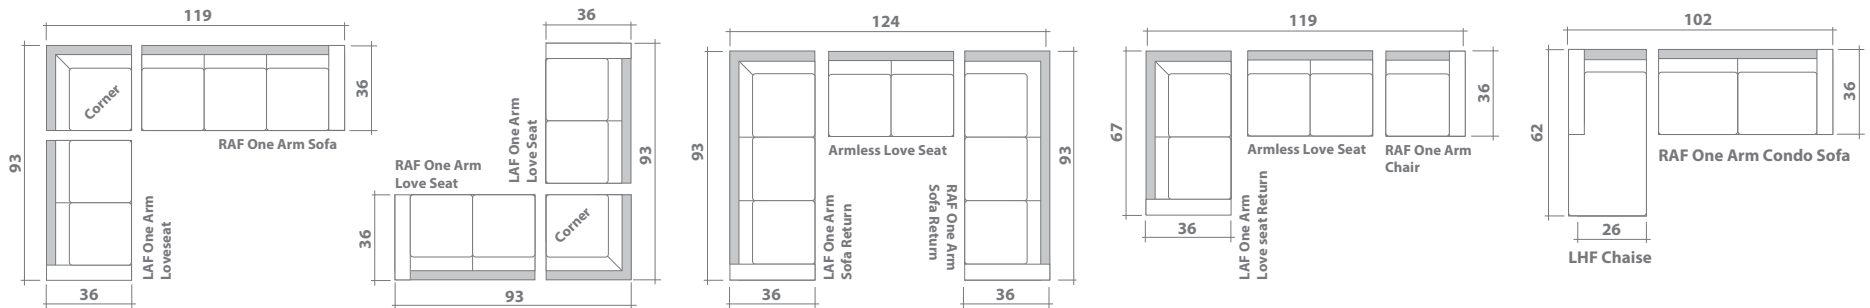 119
93
Corner
36
RAF One Arm Sofa
LAF One Arm
Loveseat
36
36
LAF One Arm
Love Seat
93
RAF One Arm
Love Seat
36
Corner
93
124
93
93
Armless Love Seat
LAF One Arm
Sofa Return
RAF One Arm
Sofa Return
36
36
119
67
36
Armless Love Seat
RAF One Arm
Chair
LAF One Arm
Love seat Return
36
102
62
36
RAF One Arm Condo Sofa
26
LHF Chaise